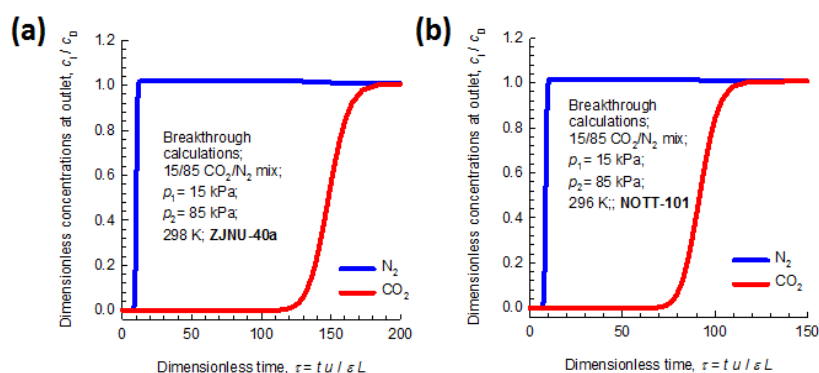 (a)
Dimensionless concentrations at outlet, c_i / c_0
1.2
1.0
0.8
0.6
0.4
0.2
0.0
Breakthrough
calculations;
15/85 CO₂/N₂ mix;
p₁ = 15 kPa;
p₂ = 85 kPa;
298 K; ZJNU-40a
N₂
CO₂
0 50 100 150 200
Dimensionless time, τ = t u / ε L
(b)
Dimensionless concentrations at outlet, c_i / c_0
1.2
1.0
0.8
0.6
0.4
0.2
0.0
Breakthrough
calculations;
15/85 CO₂/N₂ mix;
p₁ = 15 kPa;
p₂ = 85 kPa;
296 K;; NOTT-101
N₂
CO₂
0 50 100 150
Dimensionless time, τ = t u / ε L